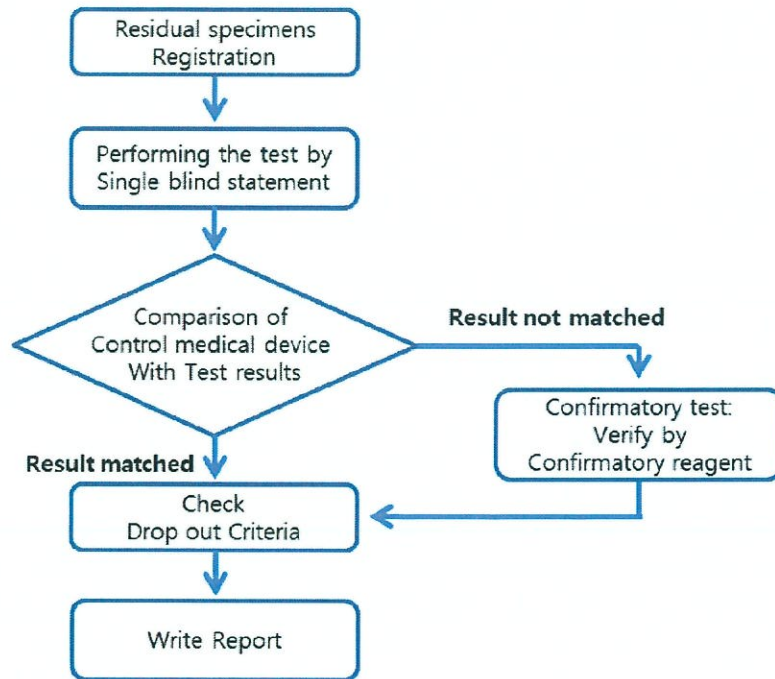 Residual specimens
Registration
Performing the test by
Single blind statement
Comparison of
Control medical device
With Test results
Result not matched
Confirmatory test:
Verify by
Confirmatory reagent
Result matched
Check
Drop out Criteria
Write Report